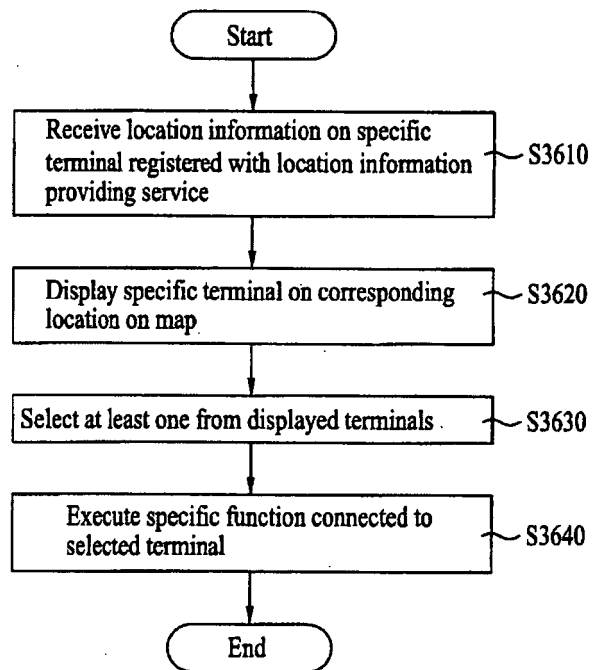 Start
Receive location information on specific
terminal registered with location information
providing service
S3610
Display specific terminal on corresponding
location on map
S3620
Select at least one from displayed terminals
S3630
Execute specific function connected to
selected terminal
S3640
End